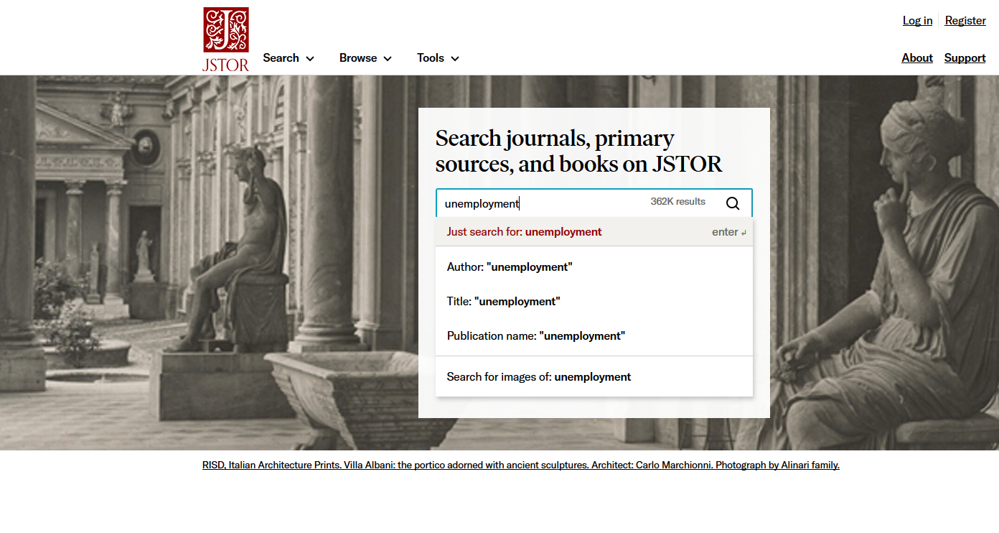 Log in Register
JSTOR
Search Browse Tools About Support
Search journals, primary
sources, and books on JSTOR
unemployment 362K results
Just search for: unemployment enter ↲
Author: "unemployment"
Title: "unemployment"
Publication name: "unemployment"
Search for images of: unemployment
RISD, Italian Architecture Prints. Villa Albani: the portico adorned with ancient sculptures. Architect: Carlo Marchionni. Photograph by Alinari family.